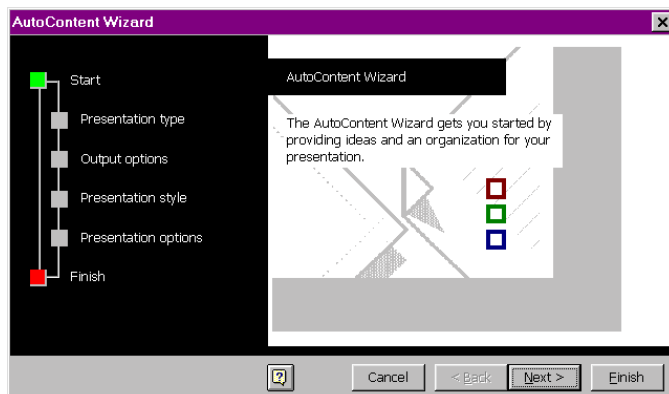 AutoContent Wizard
Start
Presentation type
Output options
Presentation style
Presentation options
Finish
AutoContent Wizard
The AutoContent Wizard gets you started by
providing ideas and an organization for your
presentation.
?
Cancel
< Back
Next >
Finish